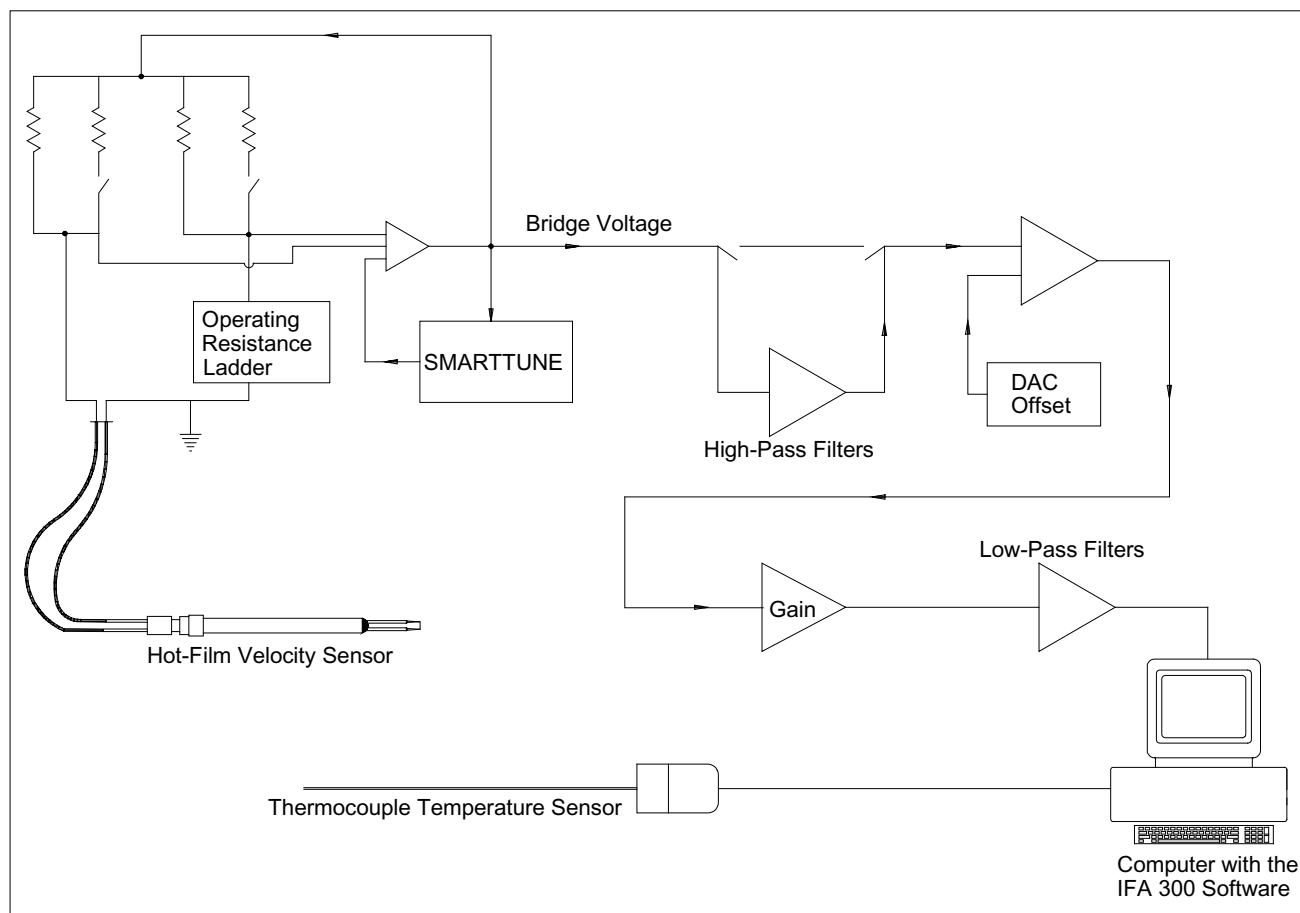 Bridge Voltage
Operating
Resistance
Ladder
SMARTTUNE
DAC
Offset
High-Pass Filters
Low-Pass Filters
Gain
Hot-Film Velocity Sensor
Thermocouple Temperature Sensor
Computer with the
IFA 300 Software